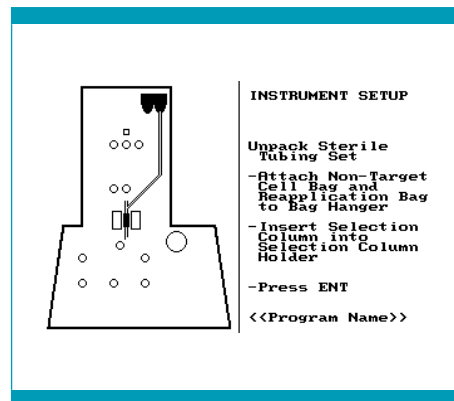 INSTRUMENT SETUP
Unpack Sterile
Tubing Set
-Attach Non-Target
Cell Bag and
Reapplication Bag
to Bag Hanger
-Insert Selection
Column into
Selection Column
Holder
-Press ENT
<<Program Name>>